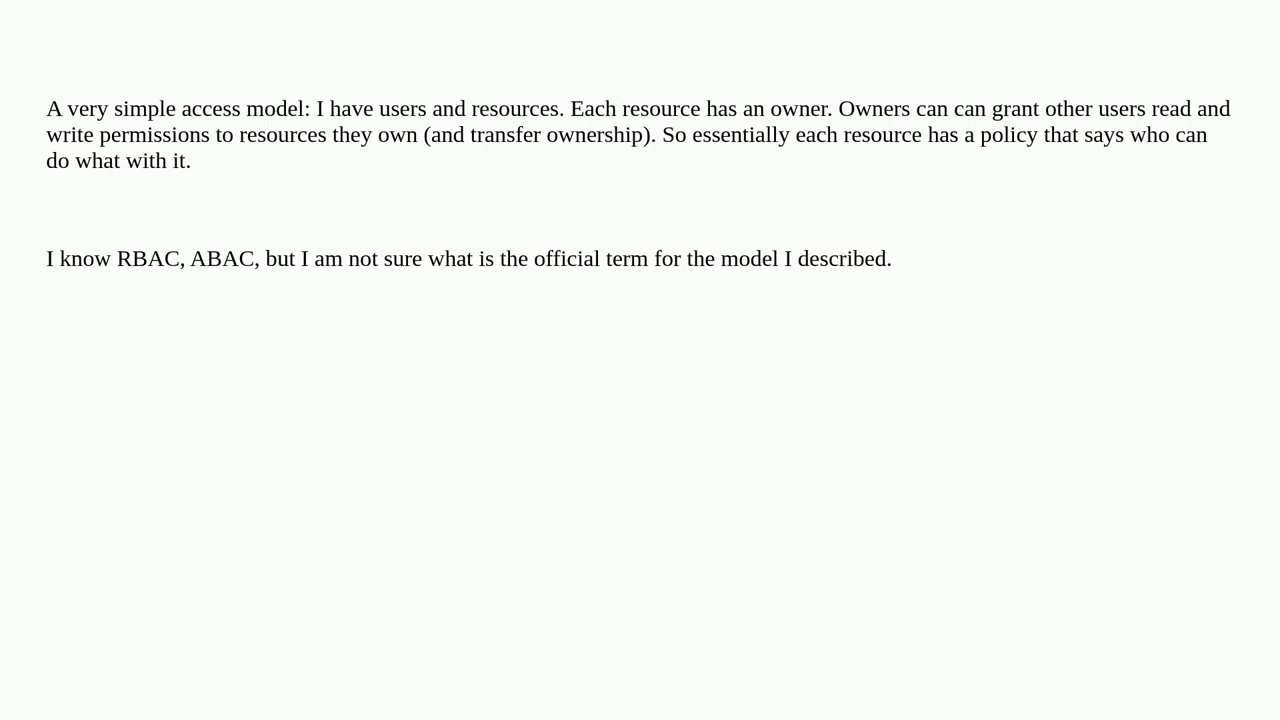 A very simple access model: I have users and resources. Each resource has an owner. Owners can can grant other users read and
write permissions to resources they own (and transfer ownership). So essentially each resource has a policy that says who can
do what with it.
I know RBAC, ABAC, but I am not sure what is the official term for the model I described.